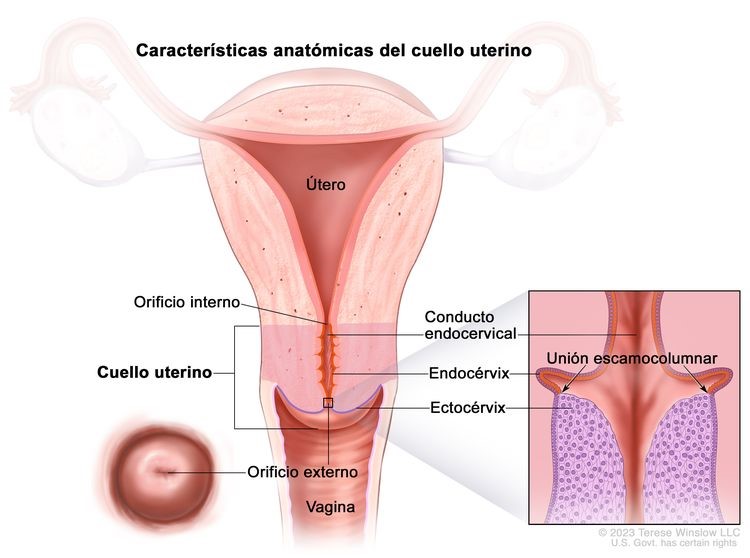 Características anatómicas del cuello uterino
Útero
Orificio interno
Conducto
endocervical
Unión escamocolumnar
Cuello uterino
Endocérvix
Ectocérvix
Orificio externo
Vagina
© 2023 Terese Winslow LLC
U.S. Govt. has certain rights